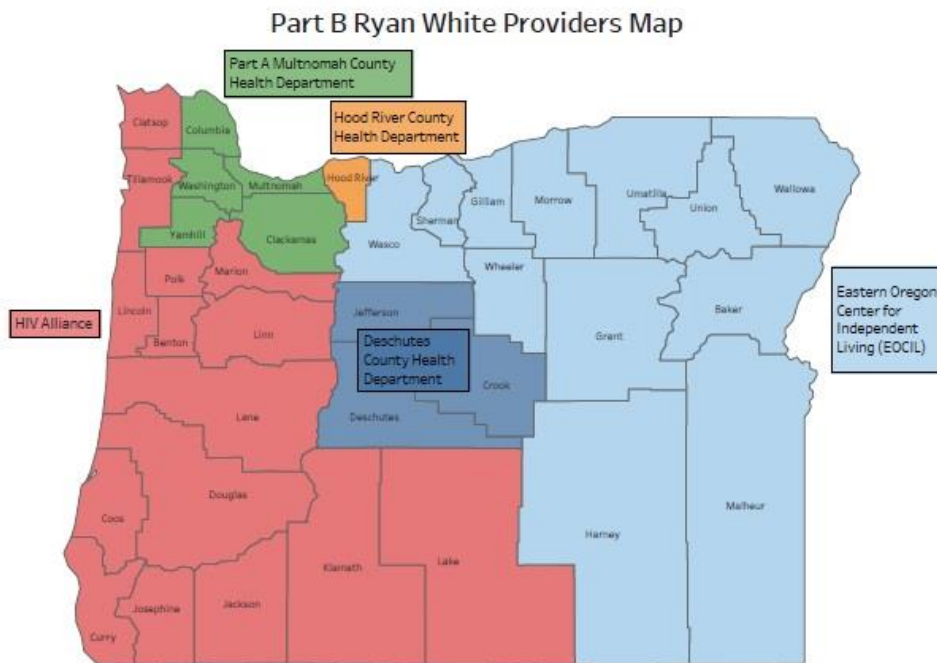 Part B Ryan White Providers Map
Part A Multnomah County
Health Department
Hood River County
Health Department
Clatsop
Columbia
Tillamook
Washington
Multnomah
Hood River
Yamhill
Clackamas
Wasco
Sherman
Gilliam
Morrow
Umatilla
Union
Wallowa
Polk
Marion
Wheeler
HIV Alliance
Lincoln
Benton
Linn
Jefferson
Deschutes
County Health
Department
Crook
Grant
Baker
Eastern Oregon
Center for
Independent
Living (EOCIL)
Lane
Deschutes
Coos
Douglas
Harney
Malheur
Klamath
Lake
Curry
Josephine
Jackson